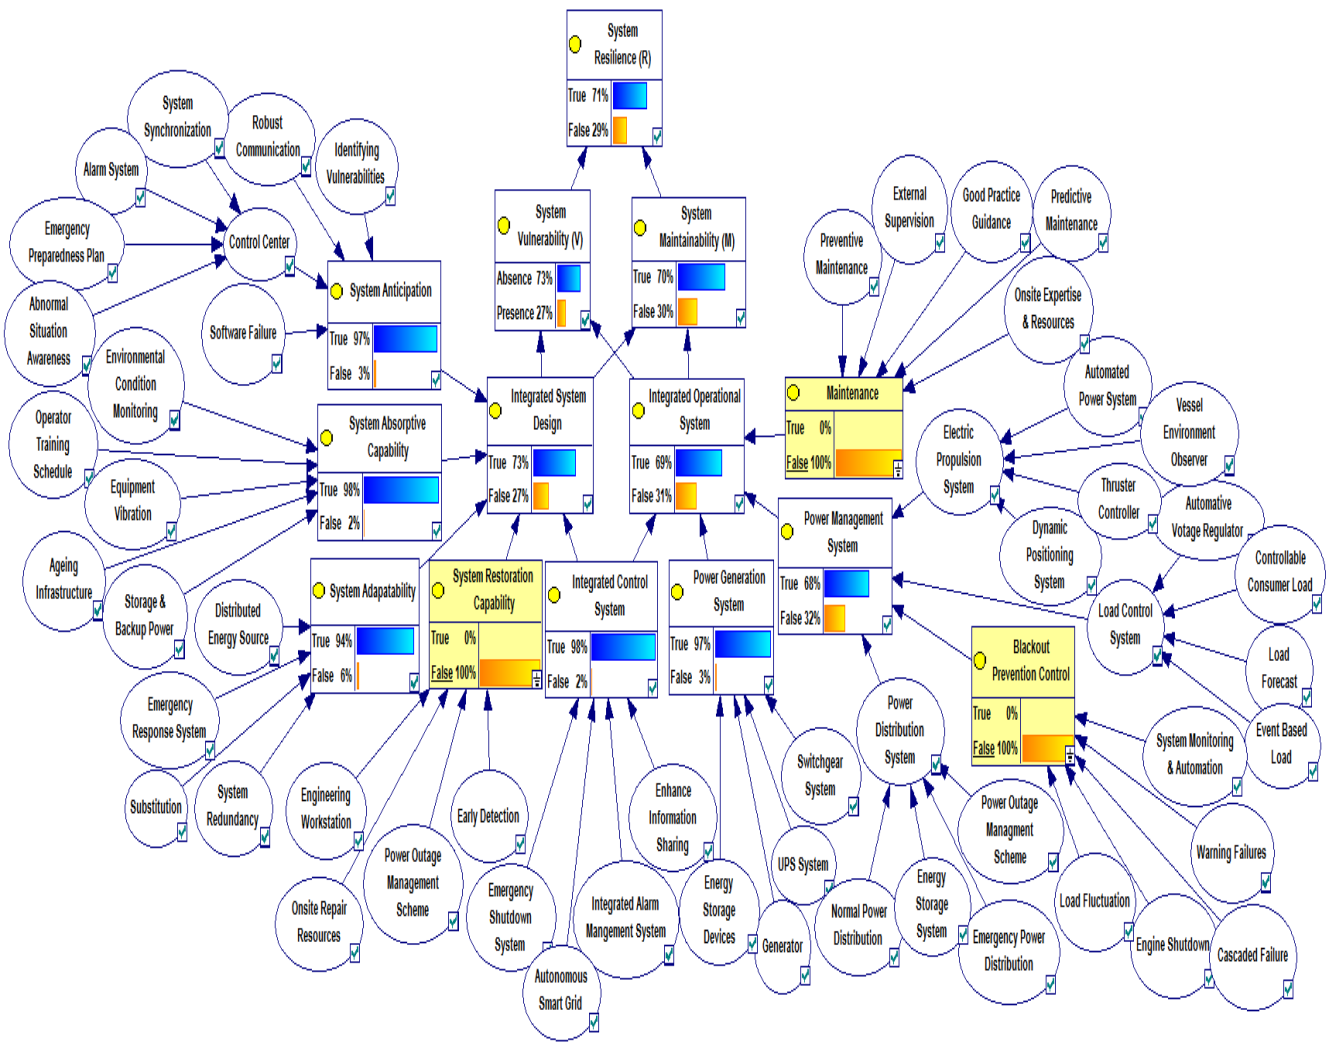 System
Resilience (R)
True 71%
False 29%
System
Synchronization
Robust
Communication
Identifying
Vulnerabilities
Alarm System
Emergency
Preparedness Plan
Control Center
Abnormal
Situation
Awareness
Software Failure
System Anticipation
True 97%
False 3%
System
Vulnerability (V)
Absence 73%
Presence 27%
System
Maintainability (M)
True 70%
False 30%
Preventive
Maintenance
External
Supervision
Good Practice
Guidance
Predictive
Maintenance
Onsite Expertise
& Resources
Environmental
Condition
Monitoring
Operator
Training
Schedule
Equipment
Vibration
Ageing
Infrastructure
Storage &
Backup Power
System Absorptive
Capability
True 98%
False 2%
Integrated System
Design
True 73%
False 27%
Integrated Operational
System
True 69%
False 31%
Maintenance
True 0%
False 100%
Automated
Power System
Electric
Propulsion
System
Vessel
Environment
Observer
Thruster
Controller
Dynamic
Positioning
System
Automative
Votage Regulator
Controllable
Consumer Load
Load Control
System
Load
Forecast
Event Based
Load
Power Management
System
True 68%
False 32%
Distributed
Energy Source
System Adapatability
True 94%
False 6%
System Restoration
Capability
True 0%
False 100%
Integrated Control
System
True 98%
False 2%
Power Generation
System
True 97%
False 3%
Blackout
Prevention Control
True 0%
False 100%
Emergency
Response System
Substitution
System
Redundancy
Engineering
Workstation
Onsite Repair
Resources
Power Outage
Management
Scheme
Early Detection
Emergency
Shutdown
System
Autonomous
Smart Grid
Integrated Alarm
Mangement System
Enhance
Information
Sharing
Energy
Storage
Devices
Generator
UPS System
Switchgear
System
Power
Distribution
System
Normal Power
Distribution
Energy
Storage
System
Emergency Power
Distribution
Power Outage
Managment
Scheme
System Monitoring
& Automation
Warning Failures
Load Fluctuation
Engine Shutdown
Cascaded Failure